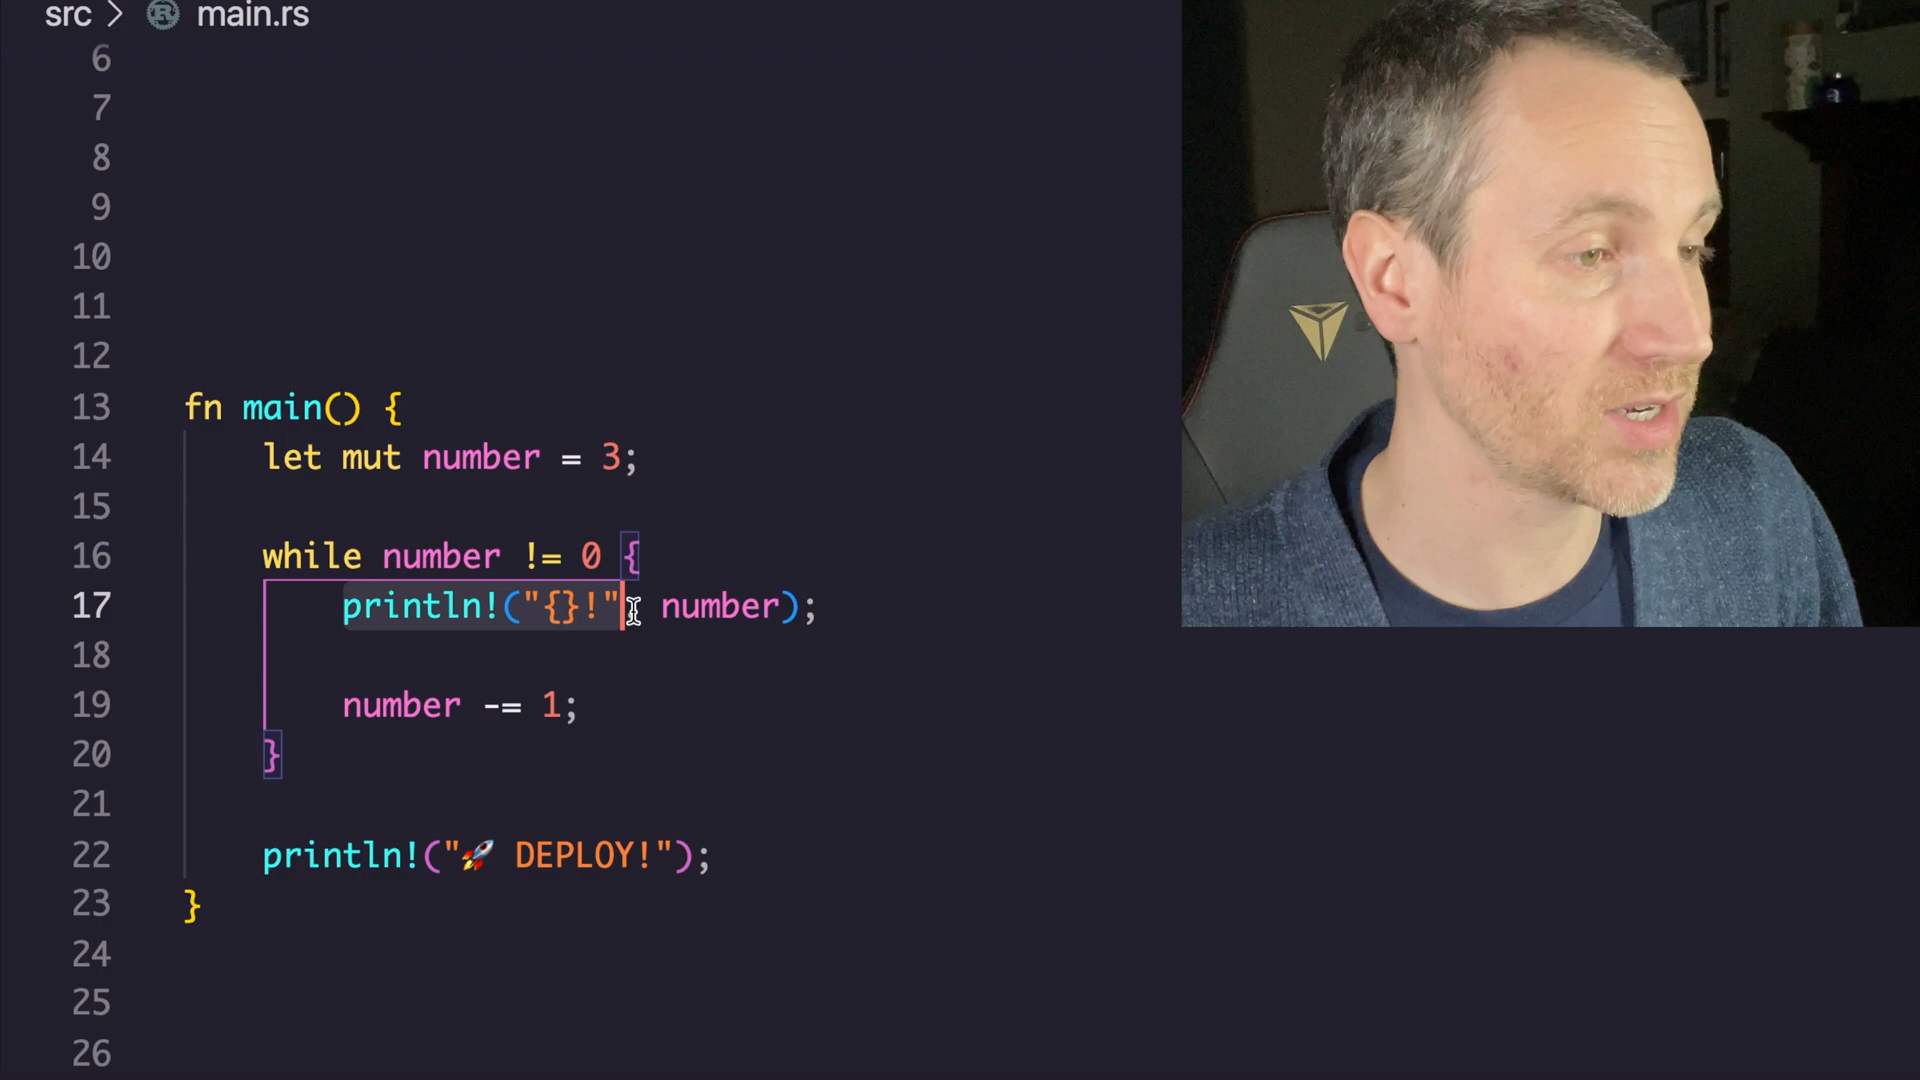 src > main.rs
6
7
8
9
10
11
12
13 fn main() {
14 let mut number = 3;
15
16 while number != 0 {
17 println!("{}!", number);
18
19 number -= 1;
20 }
21
22 println!("🚀 DEPLOY!");
23 }
24
25
26